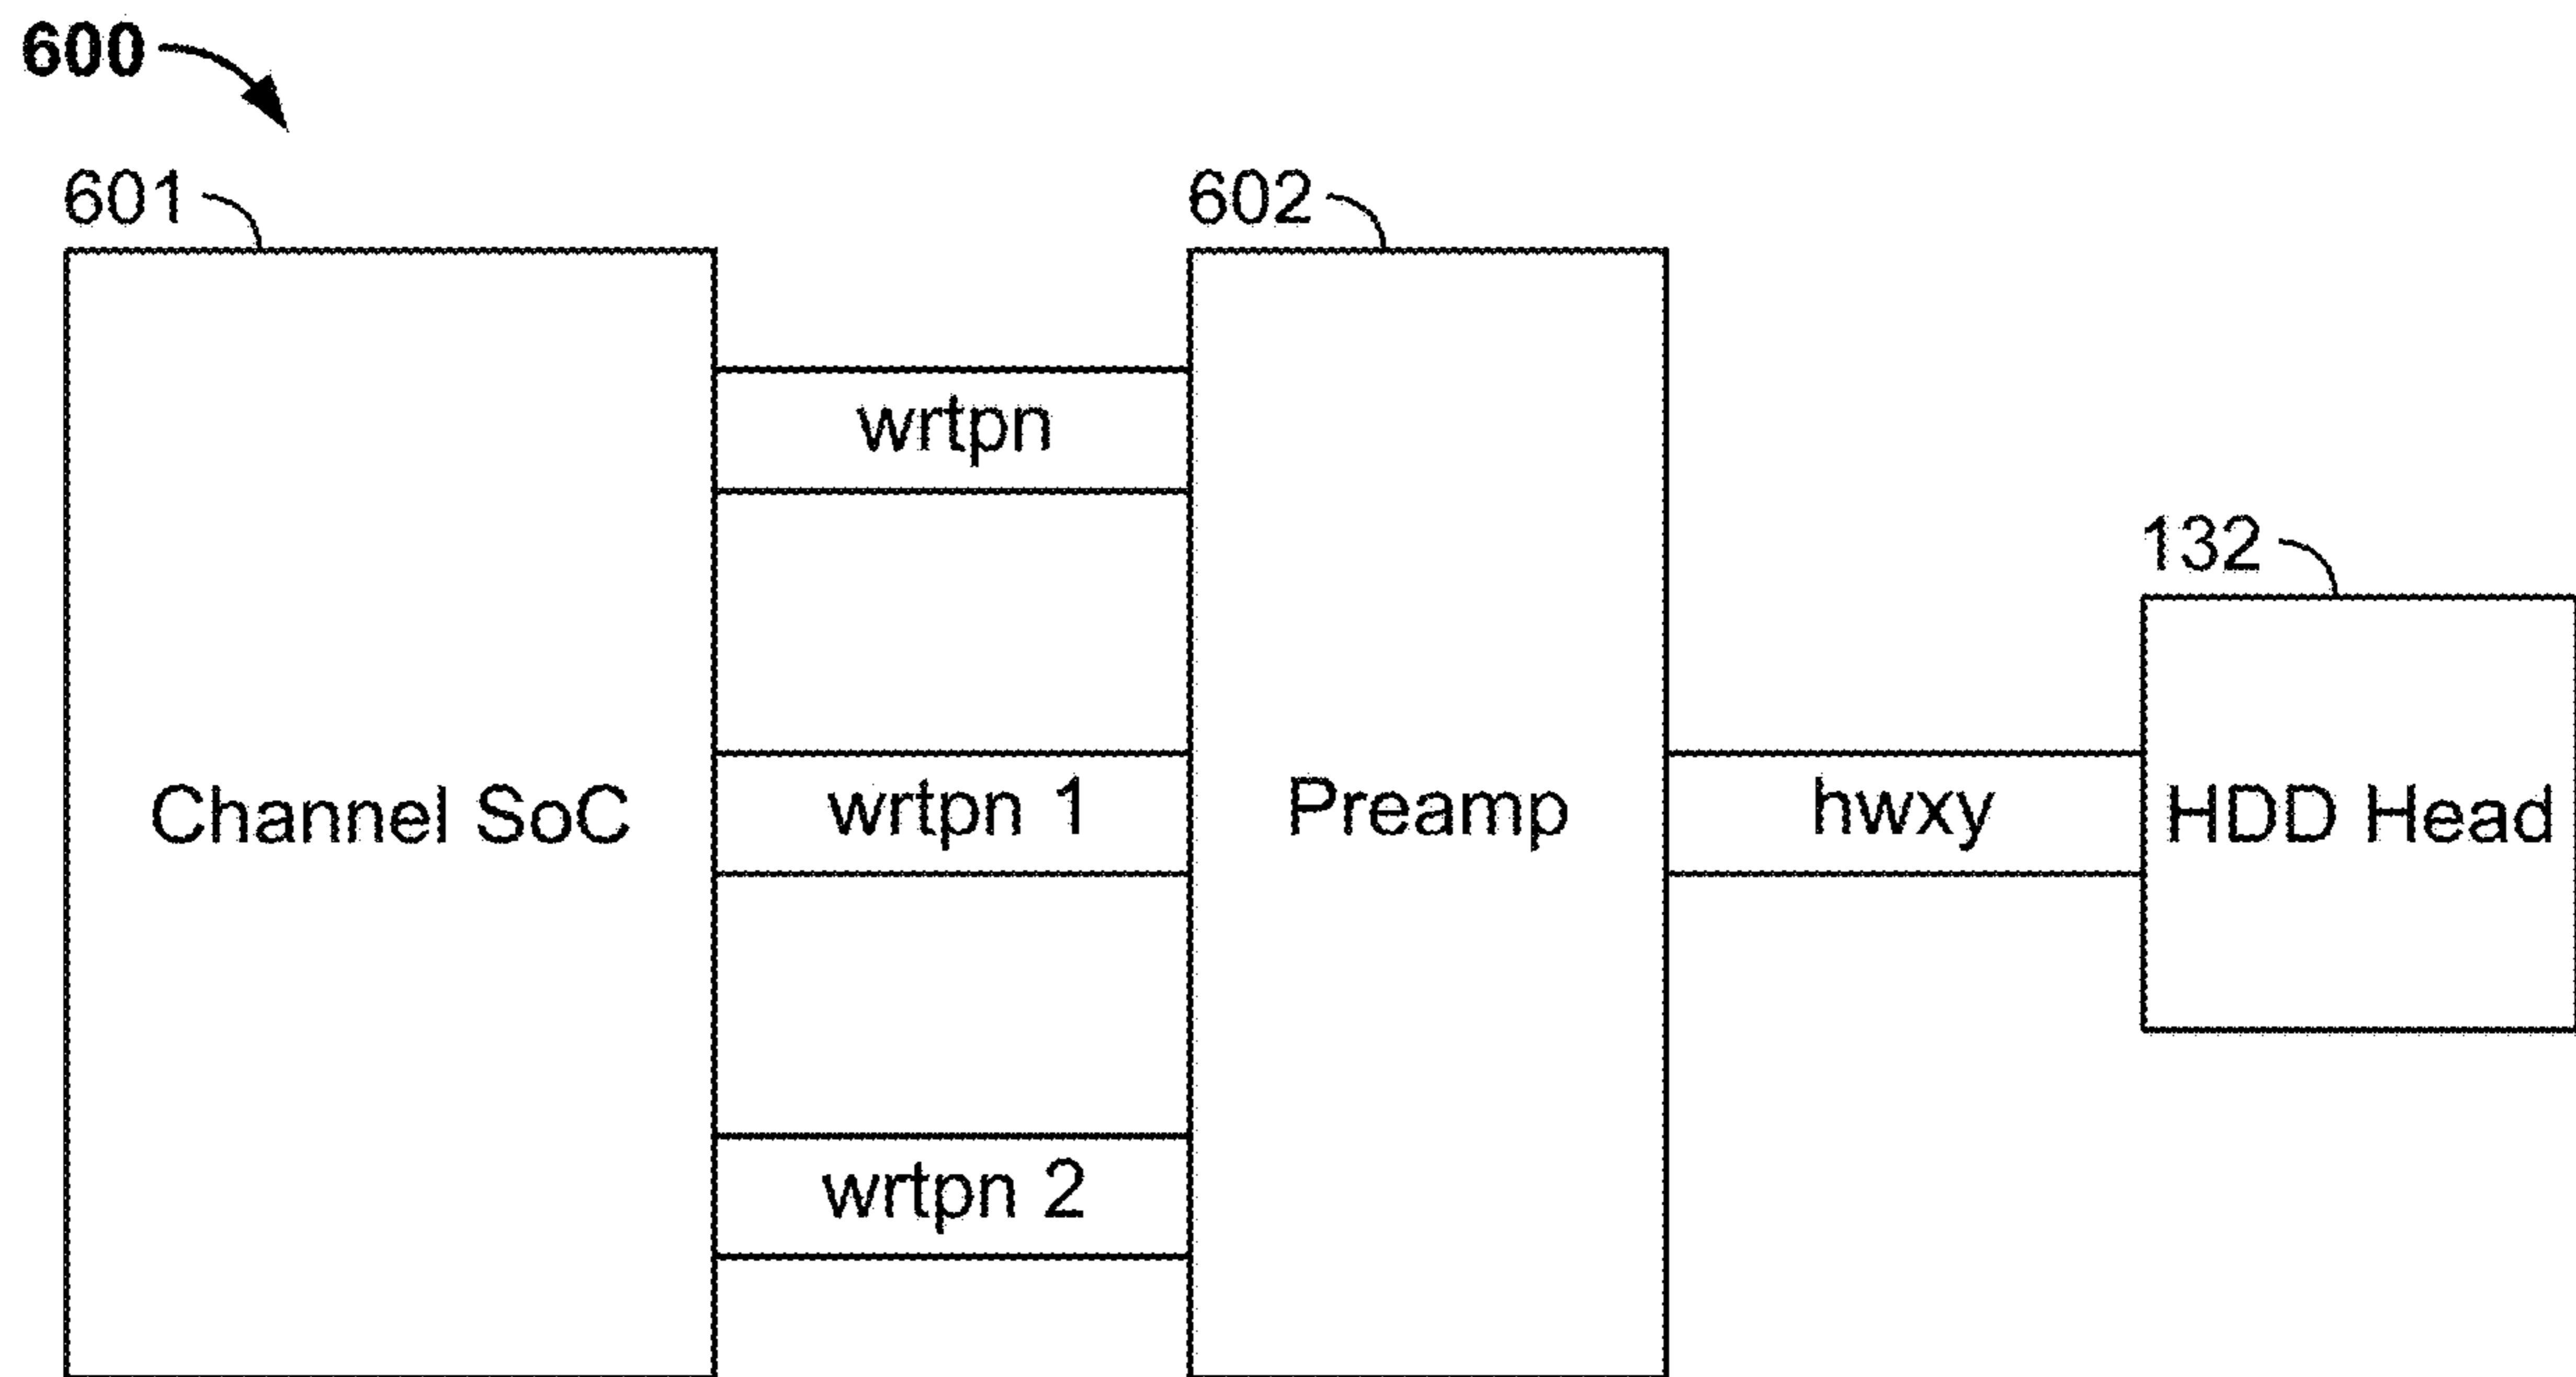 600
601
602
wrtpn
132
Channel SoC
wrtpn 1
Preamp
hwxy
HDD Head
wrtpn 2